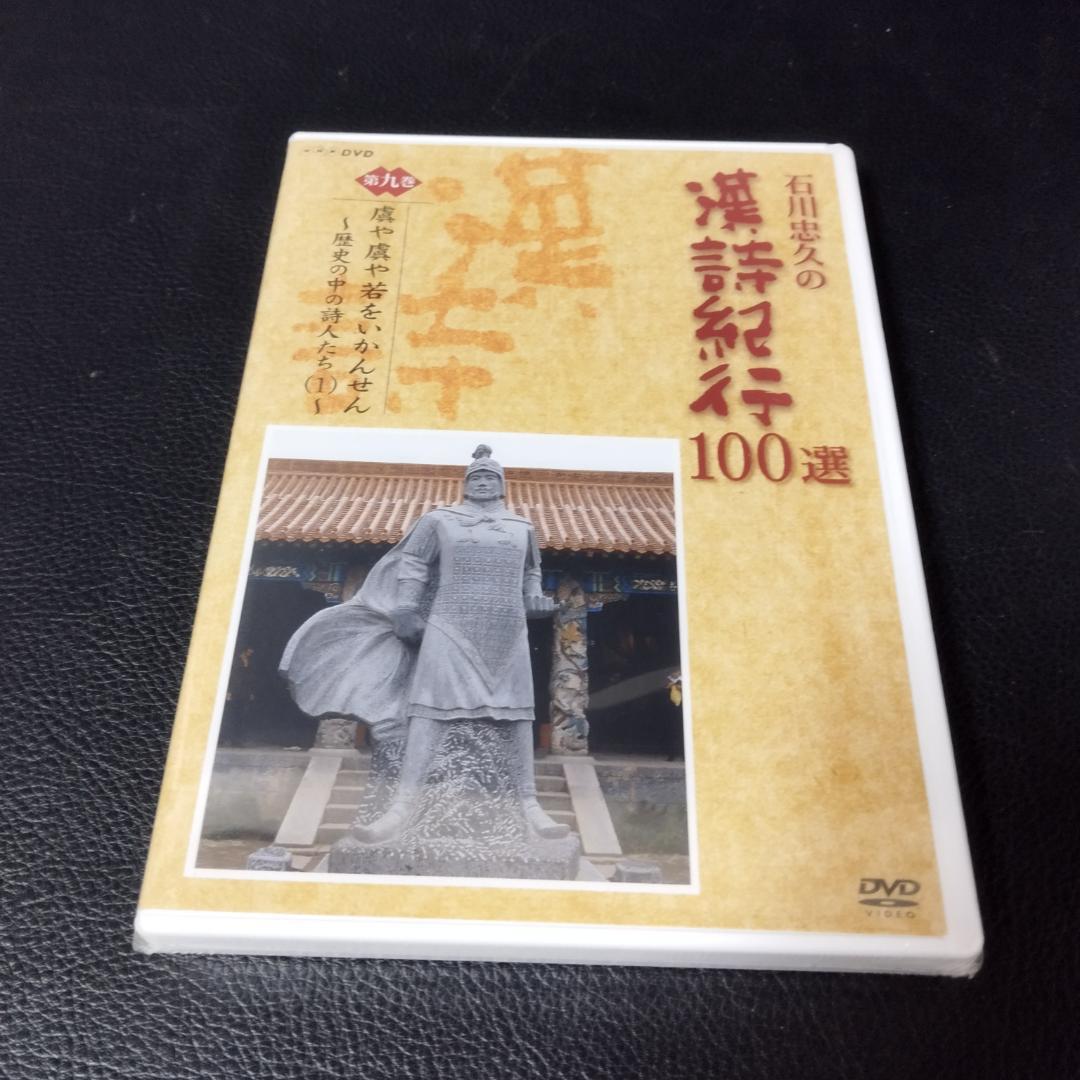 石川忠久の
漢詩紀行
100選
DVD
第九巻
虞や虞や若をいかんせん
〜歴史の中の詩人たち(1)〜
漢
詩
DVD
VIDEO